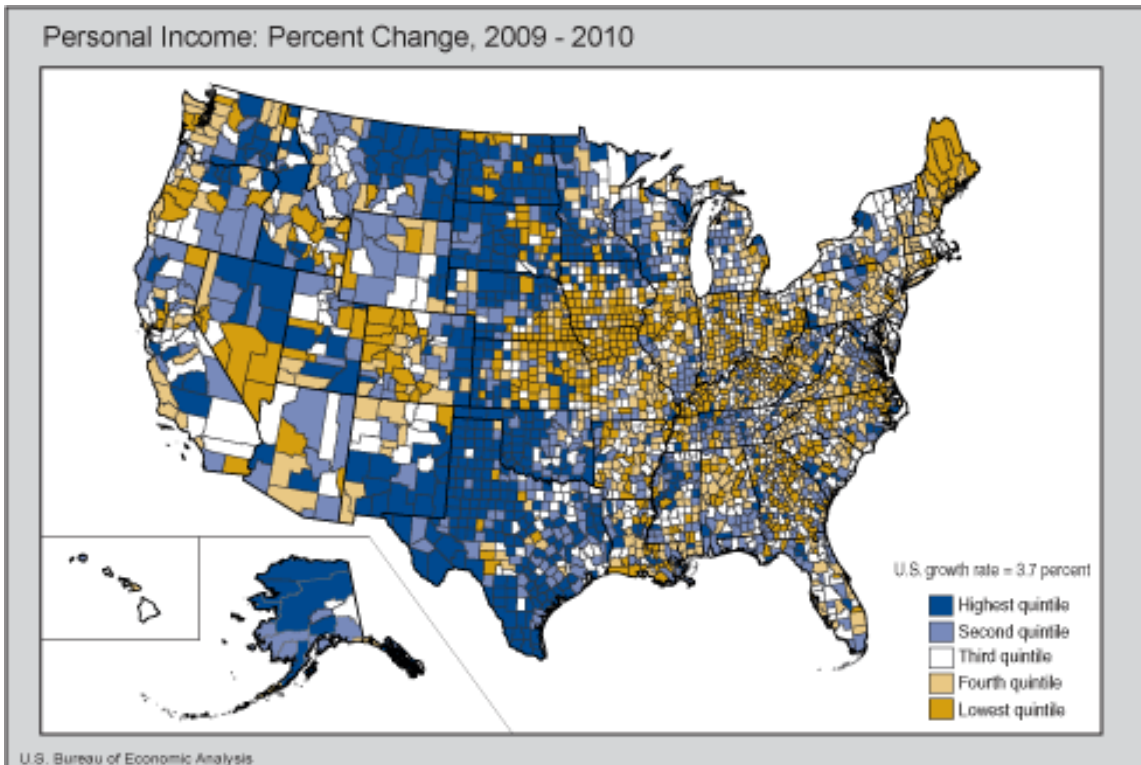 Personal Income: Percent Change, 2009 - 2010
U.S. growth rate = 3.7 percent
Highest quintile
Second quintile
Third quintile
Fourth quintile
Lowest quintile
U.S. Bureau of Economic Analysis